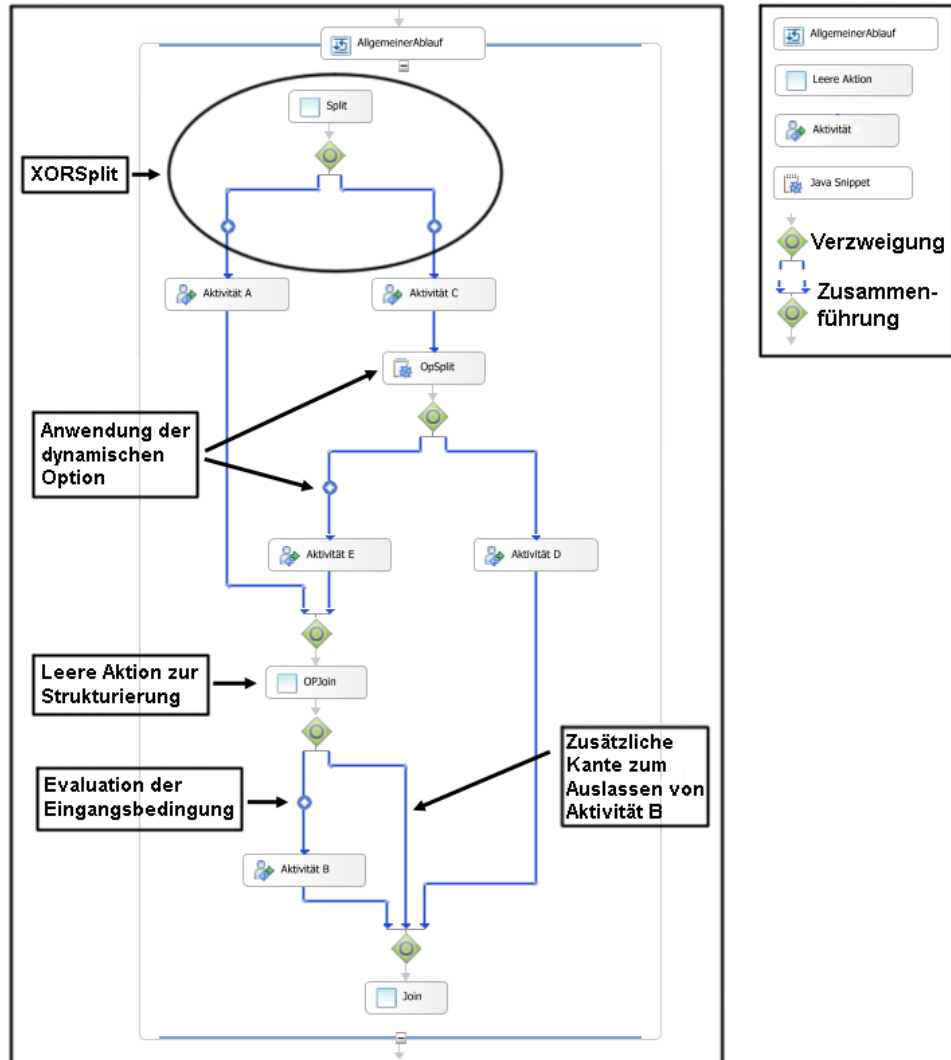 AllgemeinerAblauf
Split
XORSplit
Aktivität A
Aktivität C
OpSplit
Anwendung der
dynamischen
Option
Aktivität E
Aktivität D
Leere Aktion zur
Strukturierung
OPJoin
Zusätzliche
Kante zum
Auslassen von
Aktivität B
Evaluation der
Eingangsbedingung
Aktivität B
Join
AllgemeinerAblauf
Leere Aktion
Aktivität
Java Snippet
Verzweigung
Zusammen-
führung